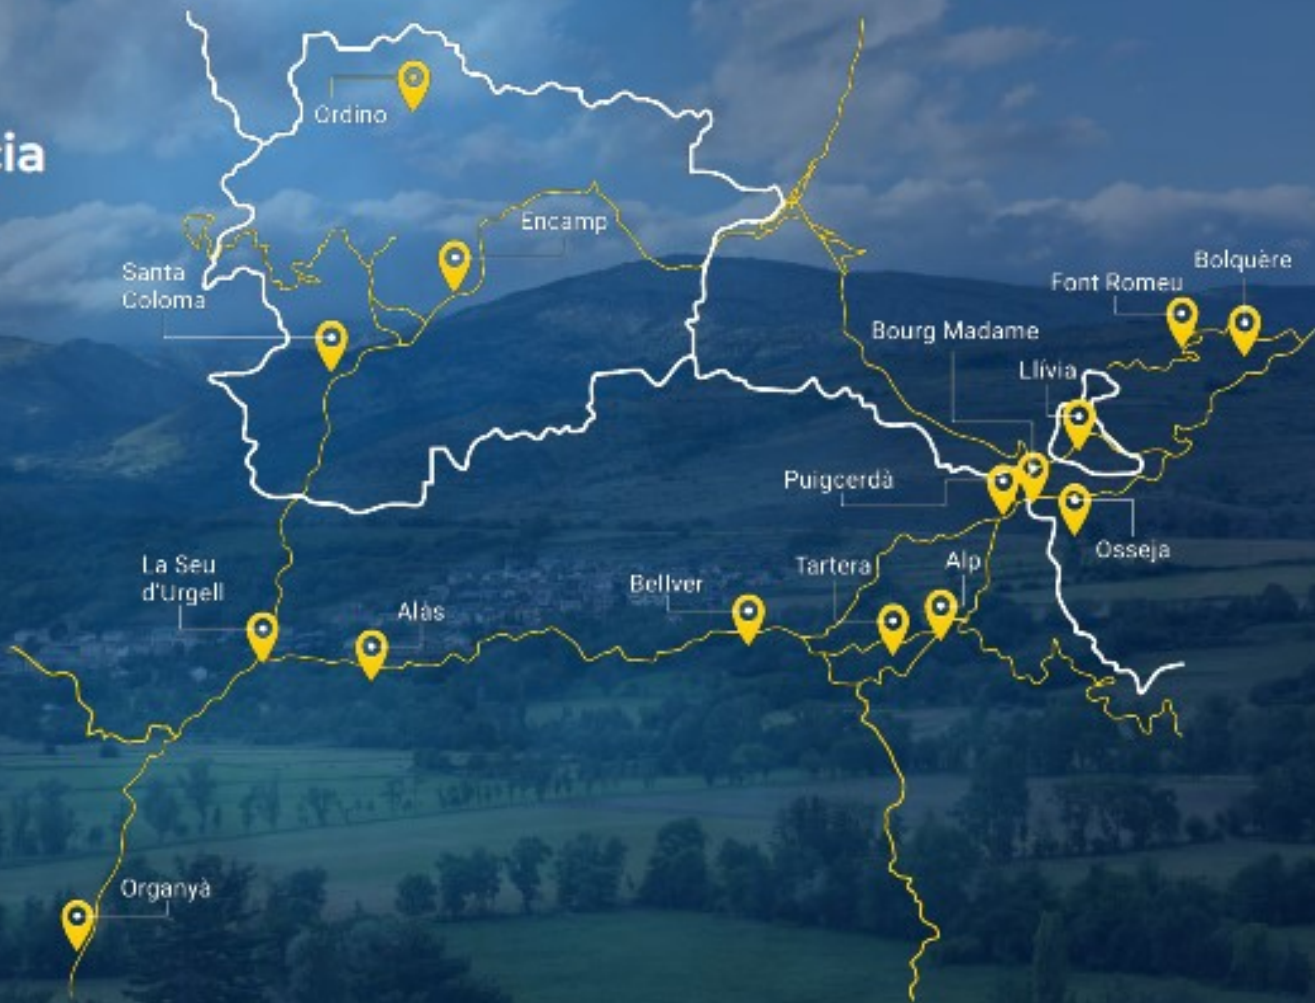 Ordino
cia
Encamp
Santa
Coloma
Bolquère
Font Romeu
Bourg Madame
Llívia
Puigcerdà
Osseja
La Seu
d'Urgell
Alàs
Bellver
Tartera
Alp
Organyà